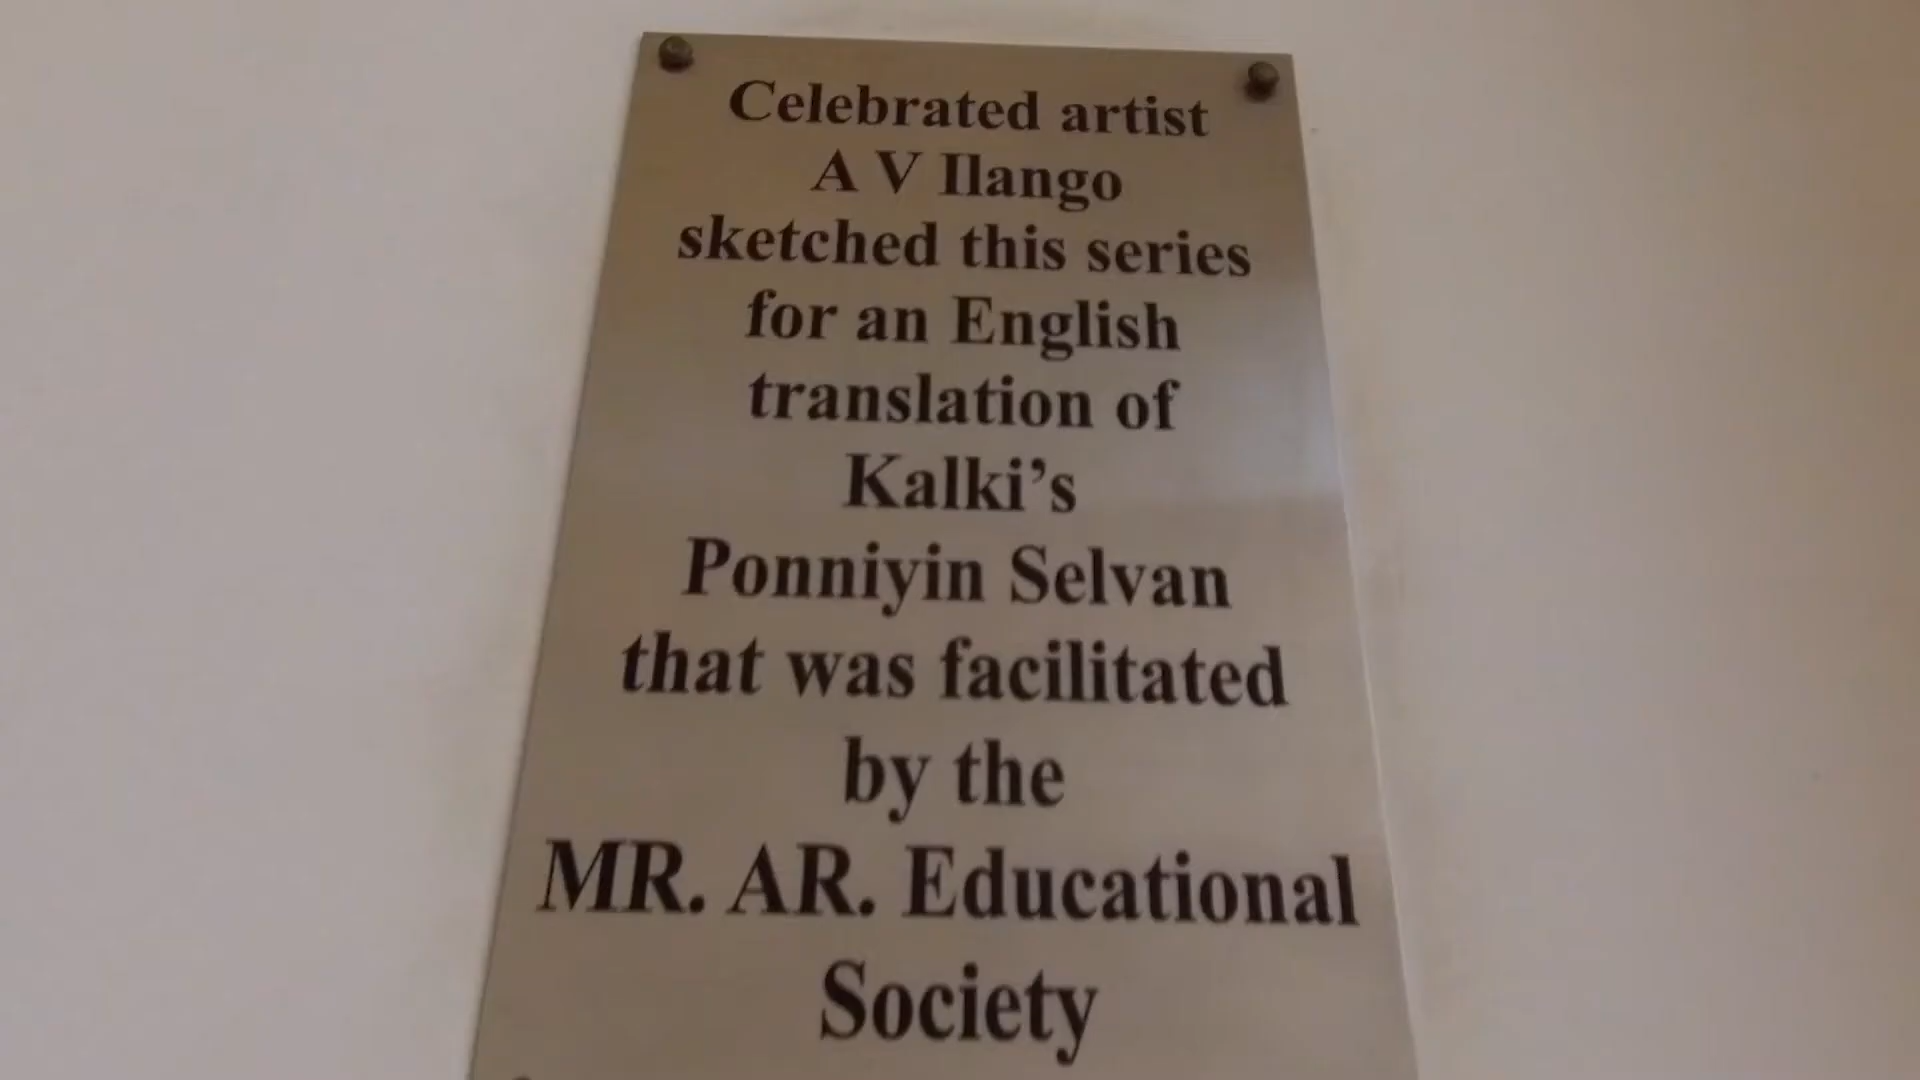 Celebrated artist
A V Ilango
sketched this series
for an English
translation of
Kalki’s
Ponniyin Selvan
that was facilitated
by the
MR. AR. Educational
Society